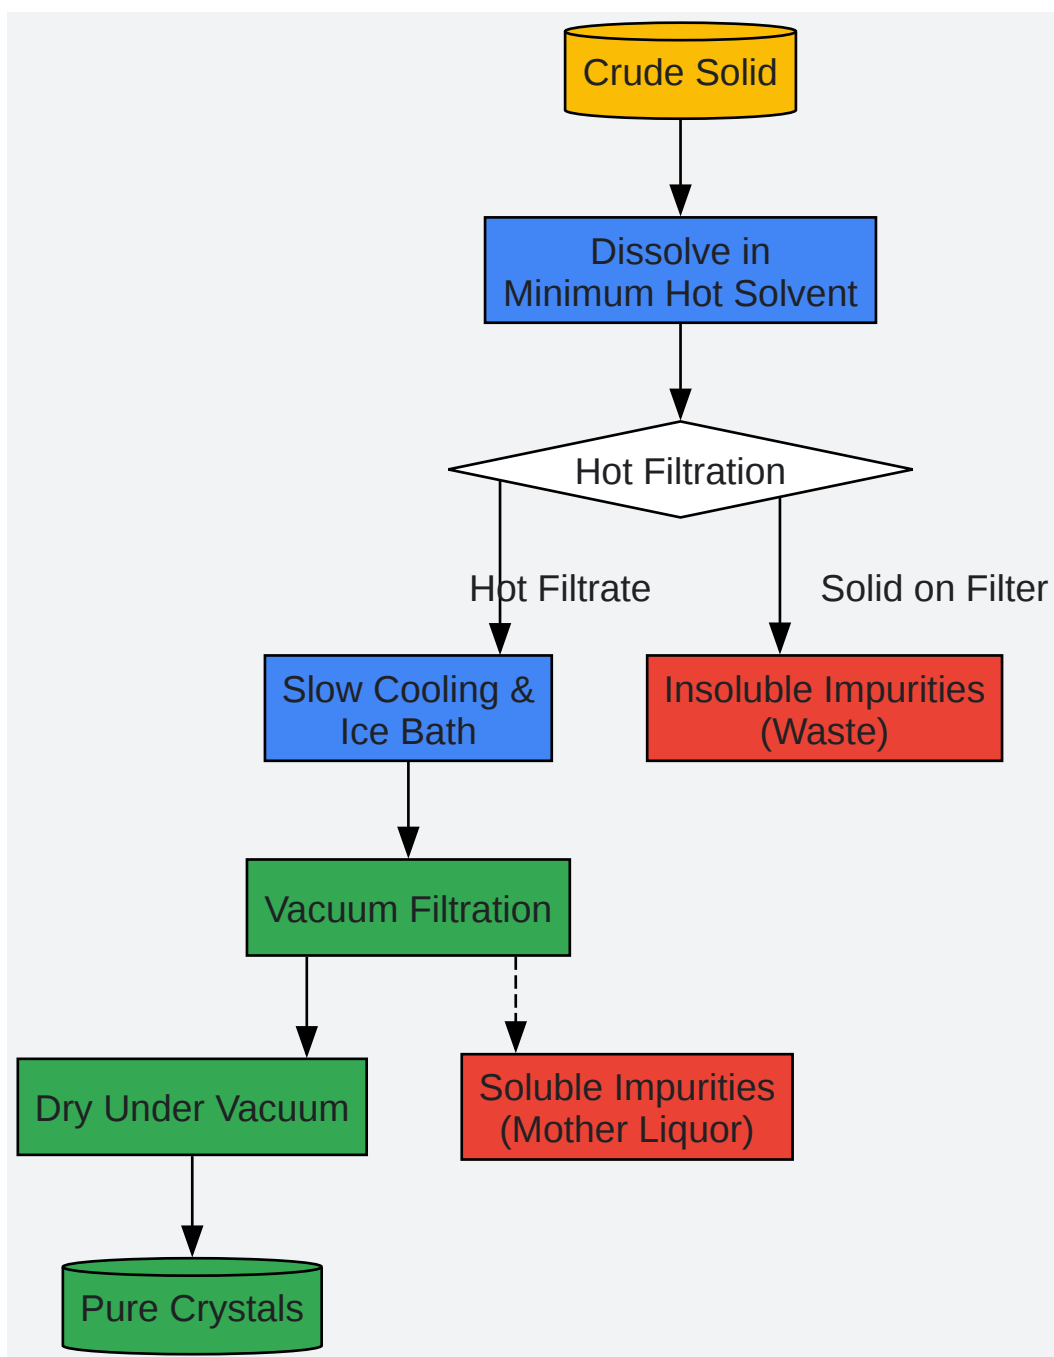 Crude Solid
Dissolve in
Minimum Hot Solvent
Hot Filtration
Hot Filtrate
Solid on Filter
Slow Cooling &
Ice Bath
Insoluble Impurities
(Waste)
Vacuum Filtration
Dry Under Vacuum
Soluble Impurities
(Mother Liquor)
Pure Crystals